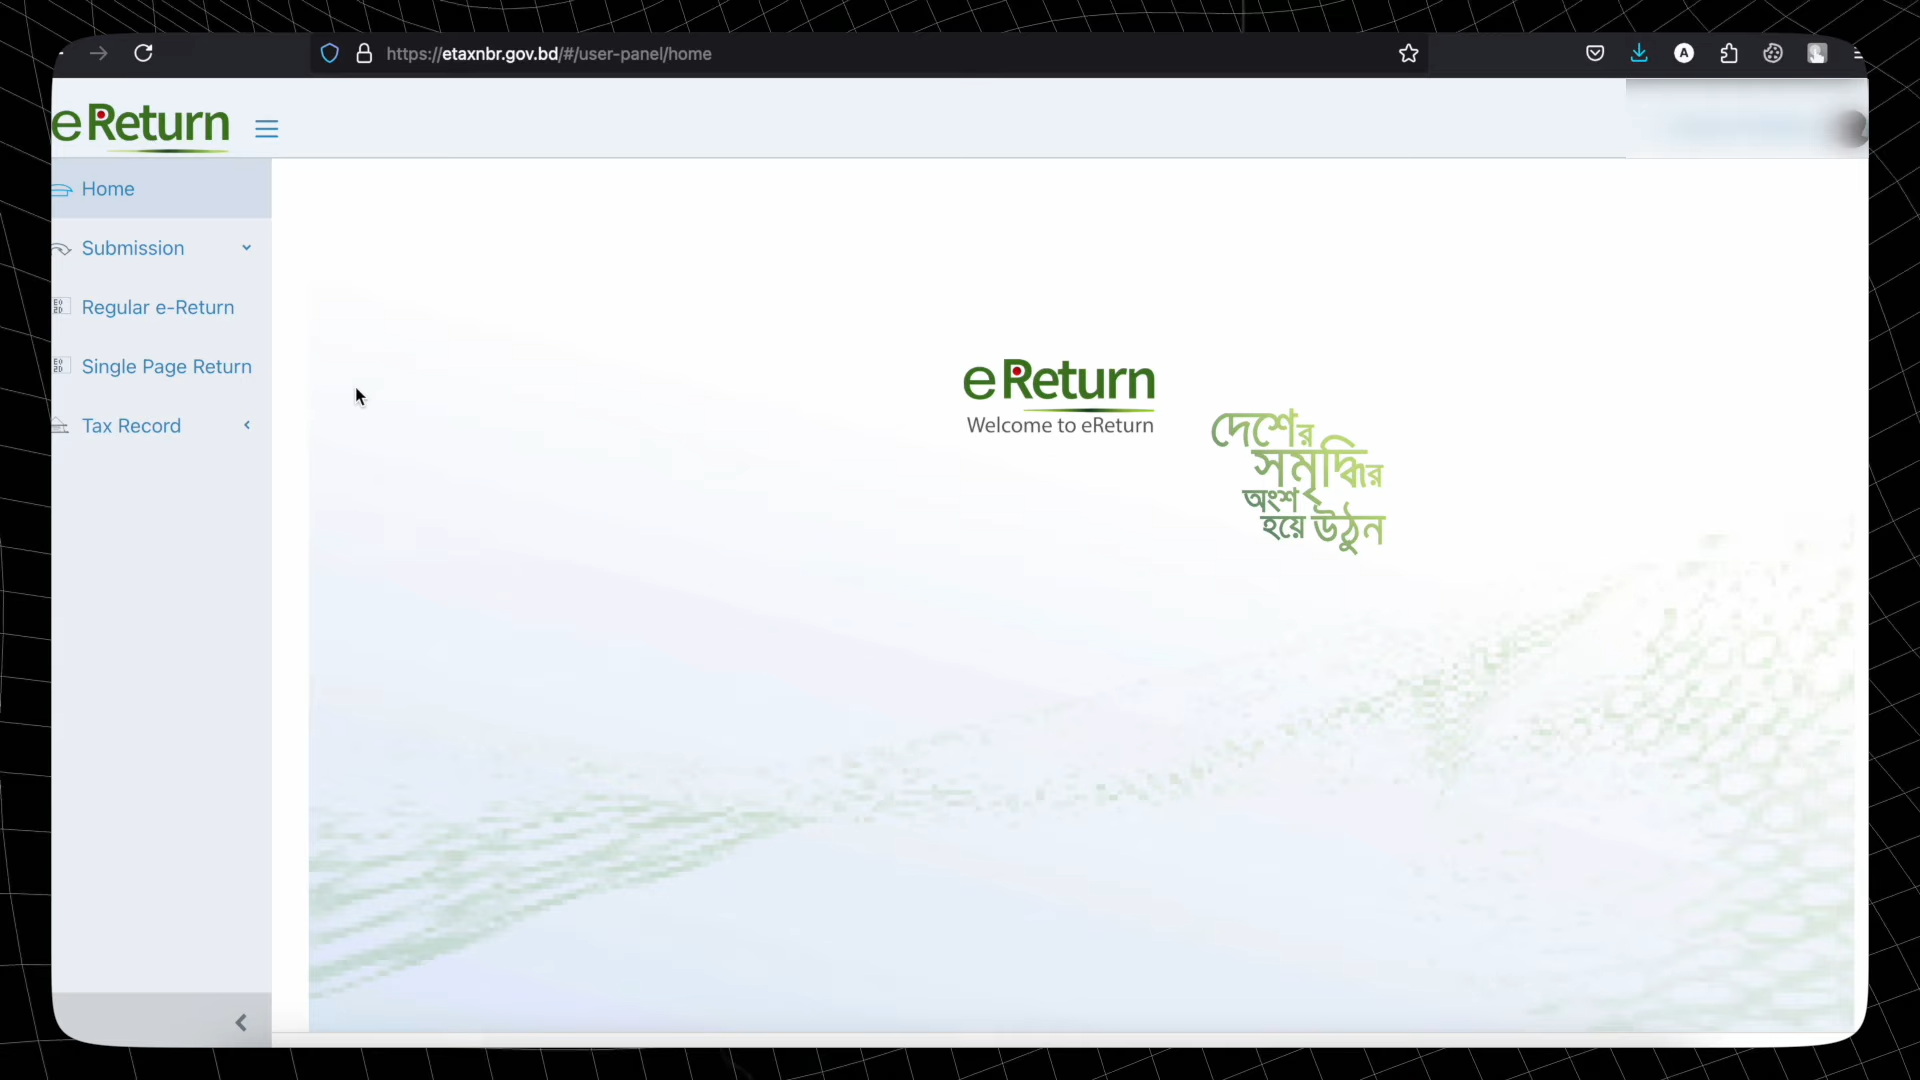 https://etaxnbr.gov.bd/#/user-panel/home
A
eReturn
Home
Submission
Regular e-Return
Single Page Return
Tax Record
eReturn
Welcome to eReturn
দেশের
সমৃদ্ধির
অংশ
হয়ে উঠুন